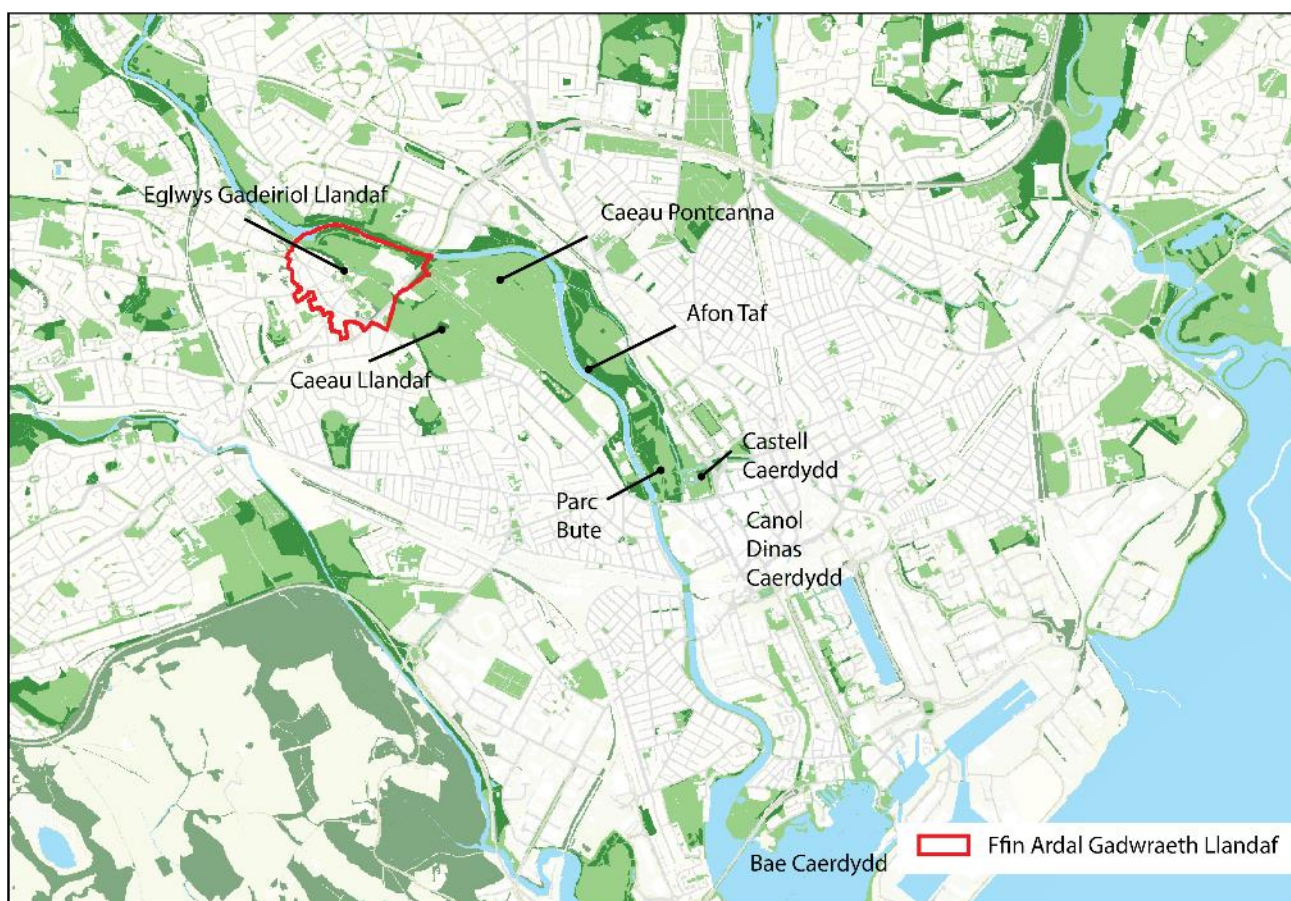 Eglwys Gadeiriol Llandaf
Caeau Pontcanna
Afon Taf
Caeau Llandaf
Castell
Caerdydd
Parc
Bute
Canol
Dinas
Caerdydd
Bae Caerdydd
Ffin Ardal Gadwraeth Llandaf